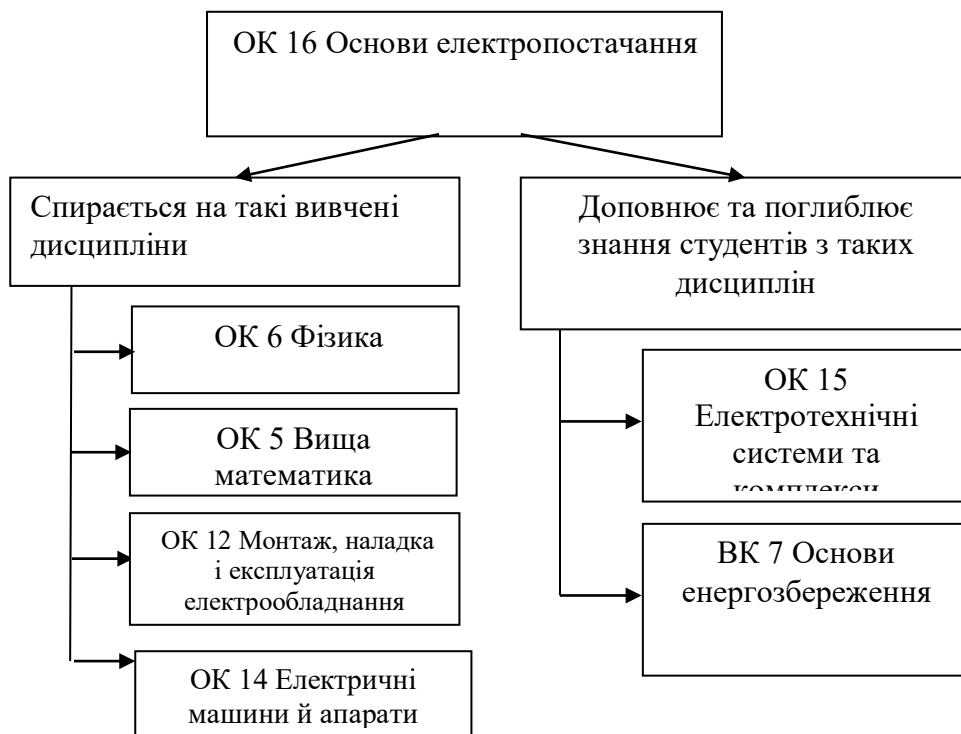 ОК 16 Основи електропостачання
Спирається на такі вивчені
дисципліни
Доповнює та поглиблює
знання студентів з таких
дисциплін
ОК 6 Фізика
ОК 5 Вища
математика
ОК 12 Монтаж, наладка
і експлуатація
електрообладнання
ОК 14 Електричні
машини й апарати
ОК 15
Електротехнічні
системи та
комплекси
ВК 7 Основи
енергозбереження